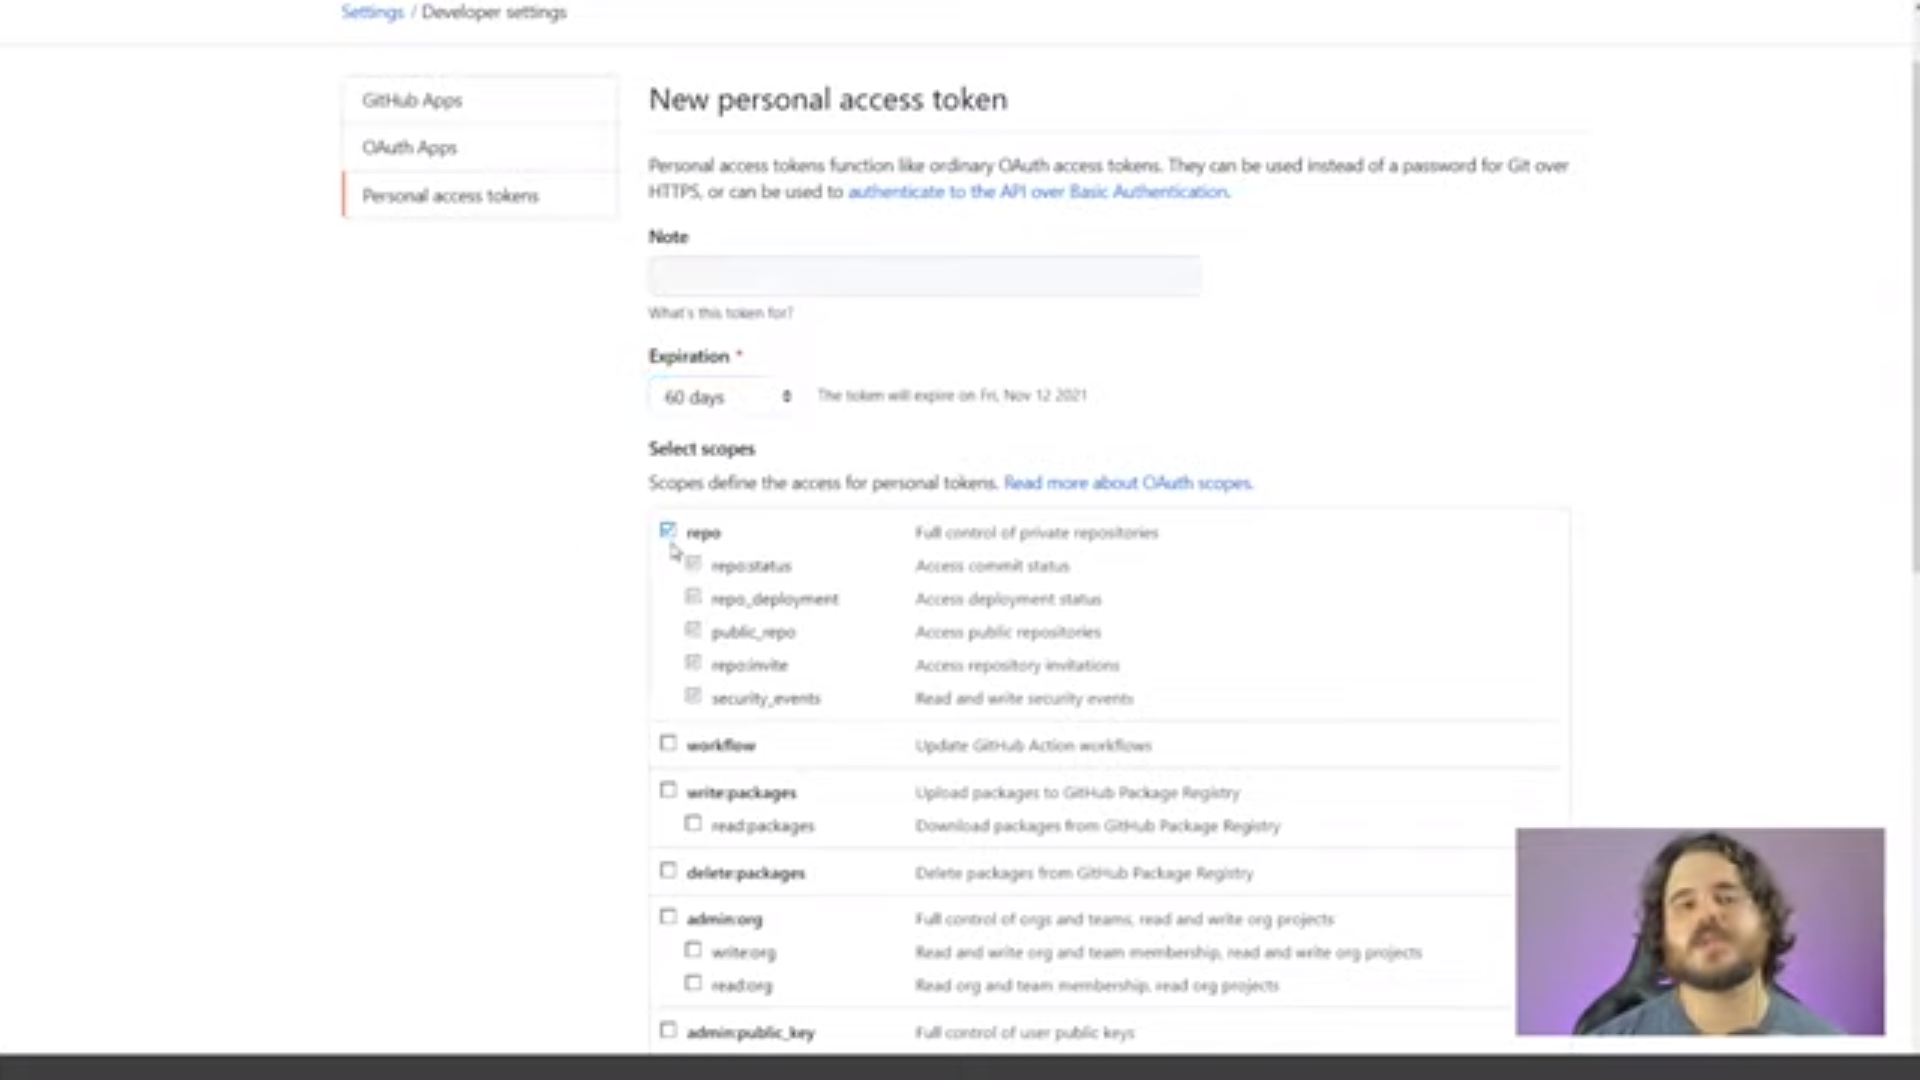 Settings / Developer settings
GitHub Apps
OAuth Apps
Personal access tokens
New personal access token
Personal access tokens function like ordinary OAuth access tokens. They can be used instead of a password for Git over
HTTPS, or can be used to authenticate to the API over Basic Authentication.
Note
What's this token for?
Expiration *
60 days The token will expire on Fri, Nov 12 2021
Select scopes
Scopes define the access for personal tokens. Read more about OAuth scopes.
repo Full control of private repositories
repo:status Access commit status
repo_deployment Access deployment status
public_repo Access public repositories
repo:invite Access repository invitations
security_events Read and write security events
workflow Update GitHub Action workflows
write:packages Upload packages to GitHub Package Registry
read:packages Download packages from GitHub Package Registry
delete:packages Delete packages from GitHub Package Registry
admin:org Full control of orgs and teams, read and write org projects
write:org Read and write org and team membership, read and write org projects
read:org Read org and team membership, read org projects
admin:public_key Full control of user public keys